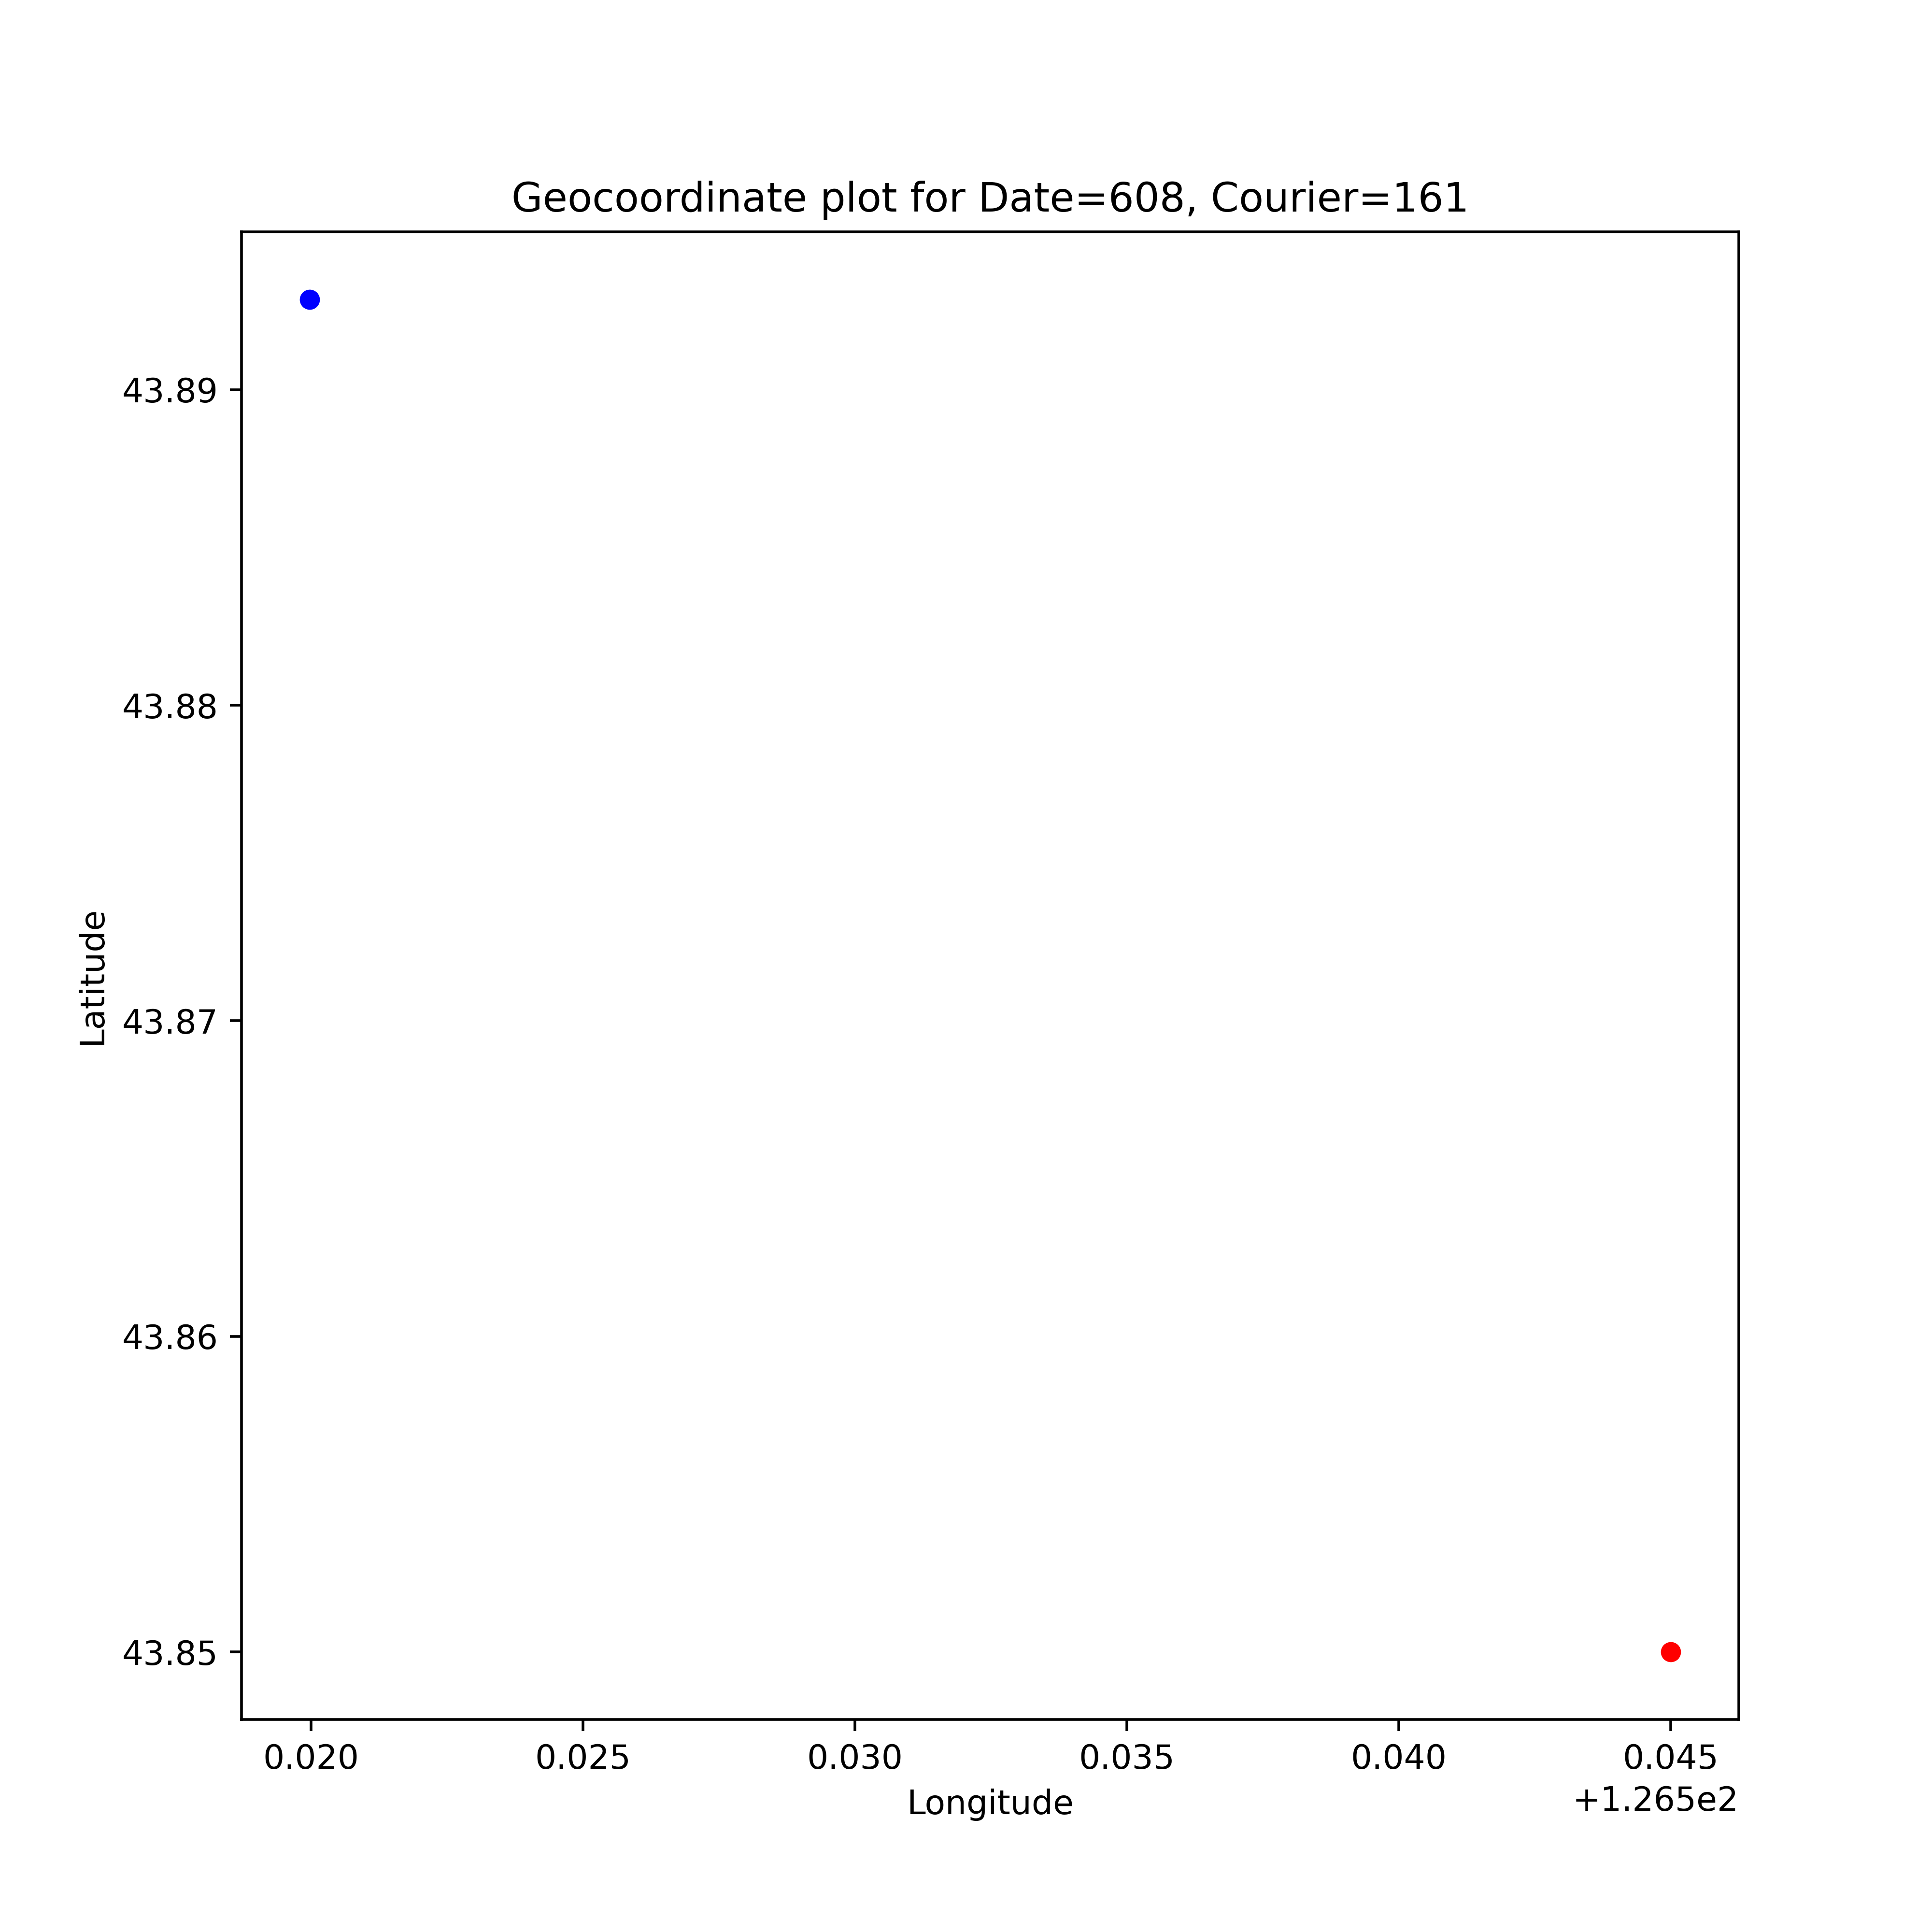 Geocoordinate plot for Date=608, Courier=161
43.89
43.88
43.87
43.86
43.85
Latitude
0.020 0.025 0.030 0.035 0.040 0.045
+1.265e2
Longitude